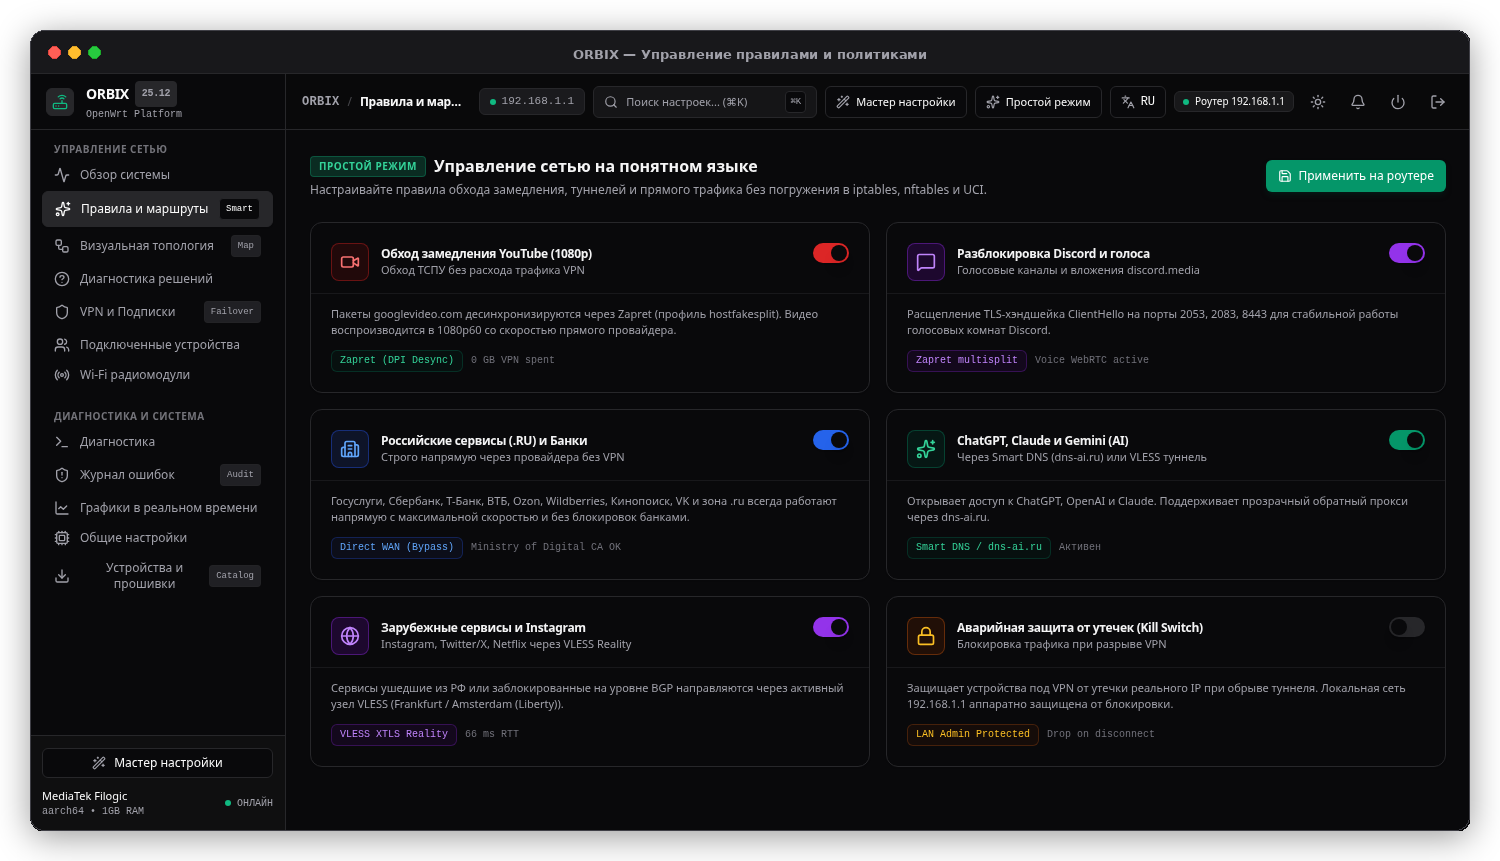 ORBIX — Управление правилами и политиками
ORBIX 25.12
OpenWrt Platform
ORBIX / Правила и мар...
192.168.1.1
Поиск настроек... (⌘K)
⌘K
Мастер настройки
Простой режим
RU
Роутер 192.168.1.1
УПРАВЛЕНИЕ СЕТЬЮ
Обзор системы
Правила и маршруты Smart
Визуальная топология Map
Диагностика решений
VPN и Подписки Failover
Подключенные устройства
Wi-Fi радиомодули
ДИАГНОСТИКА И СИСТЕМА
Диагностика
Журнал ошибок Audit
Графики в реальном времени
Общие настройки
Устройства и
прошивки
Catalog
Мастер настройки
MediaTek Filogic
aarch64 • 1GB RAM
ОНЛАЙН
ПРОСТОЙ РЕЖИМ Управление сетью на понятном языке
Настраивайте правила обхода замедления, туннелей и прямого трафика без погружения в iptables, nftables и UCI.
Применить на роутере
Обход замедления YouTube (1080p)
Обход ТСПУ без расхода трафика VPN
Пакеты googlevideo.com десинхронизируются через Zapret (профиль hostfakesplit). Видео
воспроизводится в 1080p60 со скоростью прямого провайдера.
Zapret (DPI Desync) 0 GB VPN spent
Разблокировка Discord и голоса
Голосовые каналы и вложения discord.media
Расщепление TLS-хэндшейка ClientHello на порты 2053, 2083, 8443 для стабильной работы
голосовых комнат Discord.
Zapret multisplit Voice WebRTC active
Российские сервисы (.RU) и Банки
Строго напрямую через провайдера без VPN
Госуслуги, Сбербанк, Т-Банк, ВТБ, Ozon, Wildberries, Кинопоиск, VK и зона .ru всегда работают
напрямую с максимальной скоростью и без блокировок банками.
Direct WAN (Bypass) Ministry of Digital CA OK
ChatGPT, Claude и Gemini (AI)
Через Smart DNS (dns-ai.ru) или VLESS туннель
Открывает доступ к ChatGPT, OpenAI и Claude. Поддерживает прозрачный обратный прокси
через dns-ai.ru.
Smart DNS / dns-ai.ru Активен
Зарубежные сервисы и Instagram
Instagram, Twitter/X, Netflix через VLESS Reality
Сервисы ушедшие из РФ или заблокированные на уровне BGP направляются через активный
узел VLESS (Frankfurt / Amsterdam (Liberty)).
VLESS XTLS Reality 66 ms RTT
Аварийная защита от утечек (Kill Switch)
Блокировка трафика при разрыве VPN
Защищает устройства под VPN от утечки реального IP при обрыве туннеля. Локальная сеть
192.168.1.1 аппаратно защищена от блокировки.
LAN Admin Protected Drop on disconnect